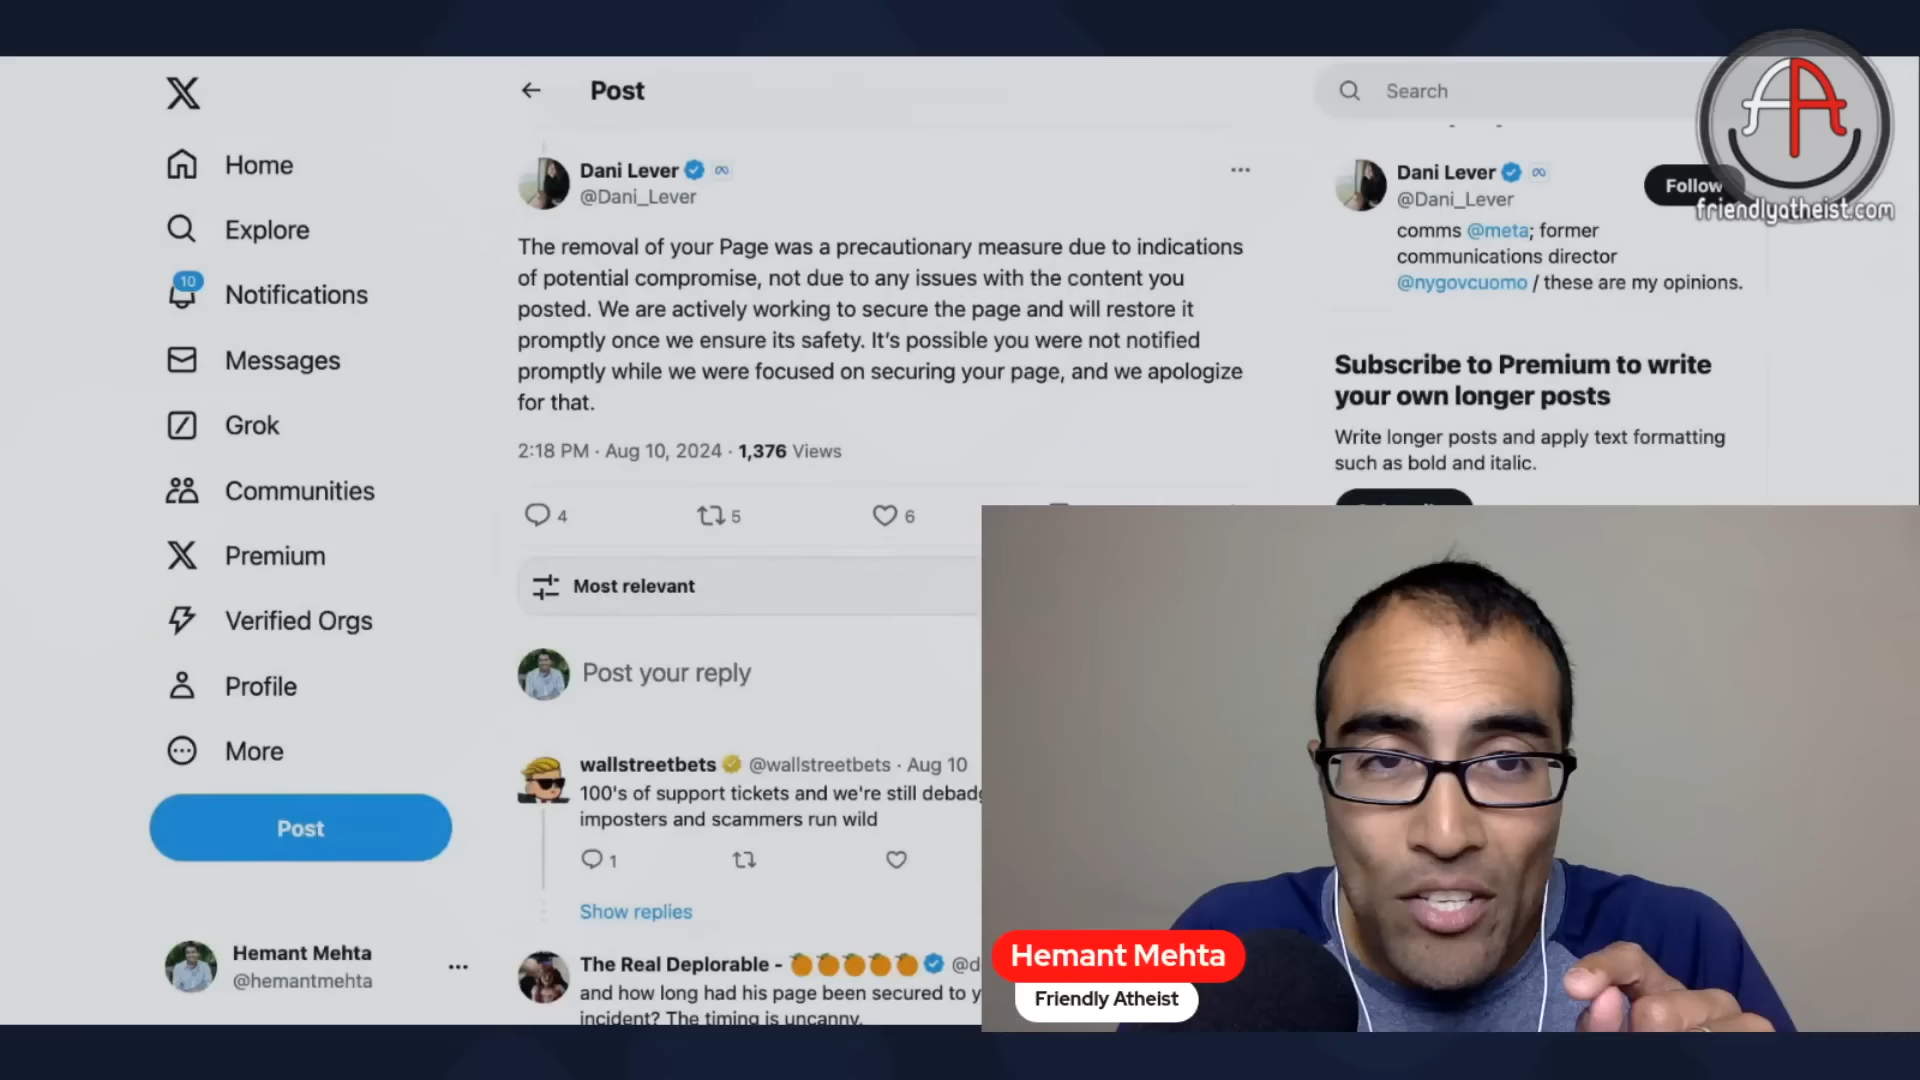 X
Home
Explore
10
Notifications
Messages
Grok
Communities
Premium
Verified Orgs
Profile
More
Post
Hemant Mehta
@hemantmehta
Post
Dani Lever
@Dani_Lever
The removal of your Page was a precautionary measure due to indications
of potential compromise, not due to any issues with the content you
posted. We are actively working to secure the page and will restore it
promptly once we ensure its safety. It’s possible you were not notified
promptly while we were focused on securing your page, and we apologize
for that.
2:18 PM · Aug 10, 2024 · 1,376 Views
4 5 6
Most relevant
Post your reply
wallstreetbets @wallstreetbets · Aug 10
100's of support tickets and we're still
imposters and scammers run wild
1
Show replies
The Real Deplorable - @d
and how long had his page been secured to
incident? The timing is uncanny.
Search
Dani Lever
@Dani_Lever
Follow
comms @meta; former
communications director
@nygovcuomo / these are my opinions.
Subscribe to Premium to write
your own longer posts
Write longer posts and apply text formatting
such as bold and italic.
friendlyatheist.com
Hemant Mehta
Friendly Atheist